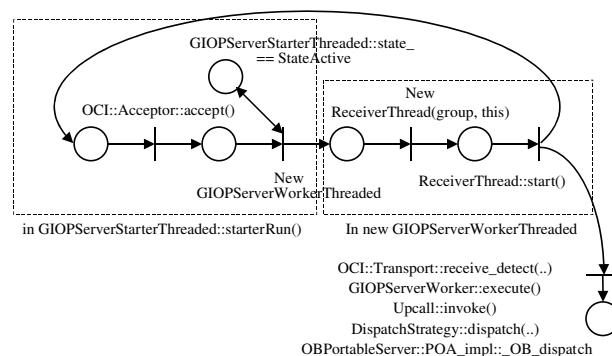 GIOPServerStarterThreaded::state_
== StateActive
OCI::Acceptor::accept()
New
ReceiverThread(group, this)
New
GIOPServerWorkerThreaded
ReceiverThread::start()
in GIOPServerStarterThreaded::starterRun()
In new GIOPServerWorkerThreaded
OCI::Transport::receive_detect(..)
GIOPServerWorker::execute()
Upcall::invoke()
DispatchStrategy::dispatch(..)
OBPortableServer::POA_impl::_OB_dispatch